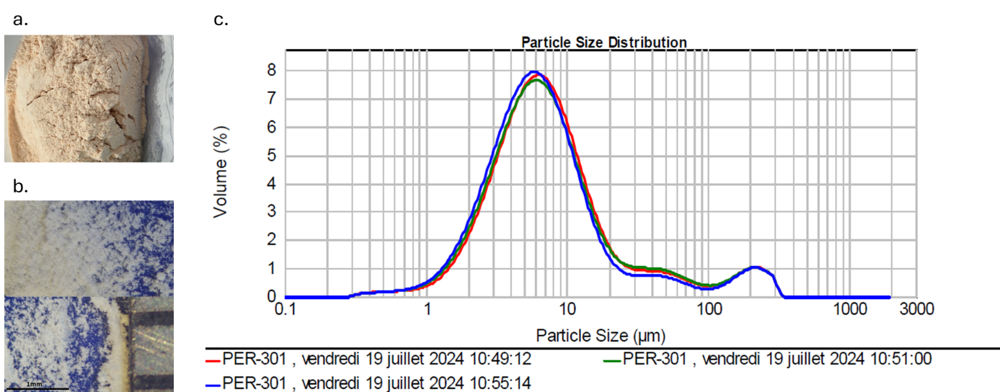 a.
b.
1mm
c.
Particle Size Distribution
Volume (%)
8
7
6
5
4
3
2
1
0
0.1 1 10 100 1000 3000
Particle Size (µm)
PER-301 , vendredi 19 juillet 2024 10:49:12
PER-301 , vendredi 19 juillet 2024 10:51:00
PER-301 , vendredi 19 juillet 2024 10:55:14